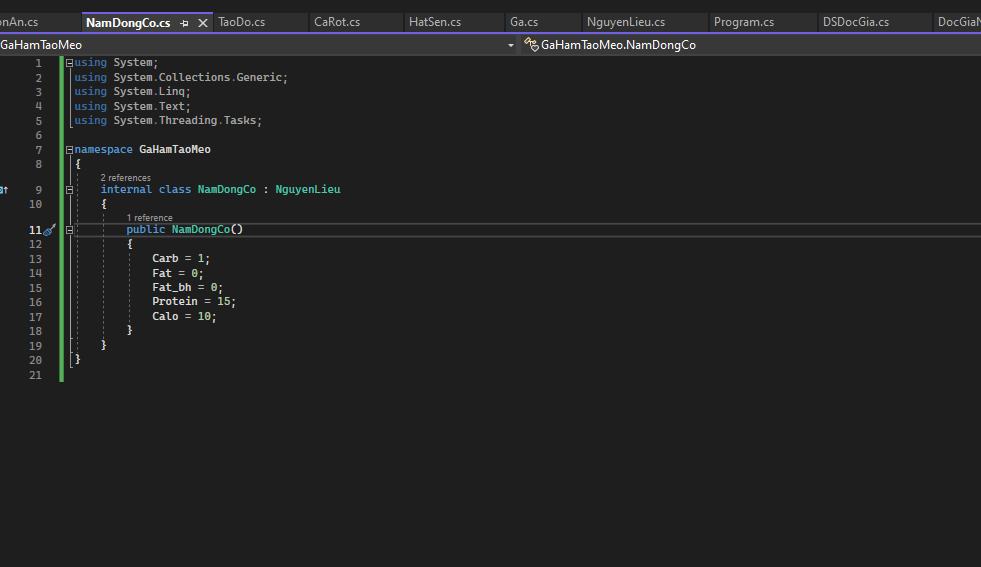 onAn.cs NamDongCo.cs TaoDo.cs CaRot.cs HatSen.cs Ga.cs NguyenLieu.cs Program.cs DSDocGia.cs DocGiaN
GaHamTaoMeo GaHamTaoMeo.NamDongCo
1 using System;
2 using System.Collections.Generic;
3 using System.Linq;
4 using System.Text;
5 using System.Threading.Tasks;
6
7 namespace GaHamTaoMeo
8 {
2 references
9 internal class NamDongCo : NguyenLieu
10 {
1 reference
11 public NamDongCo()
12 {
13 Carb = 1;
14 Fat = 0;
15 Fat_bh = 0;
16 Protein = 15;
17 Calo = 10;
18 }
19 }
20 }
21